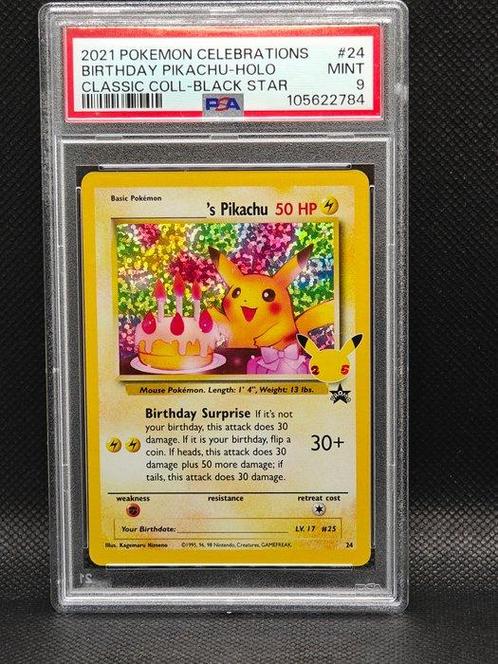 2021 POKEMON CELEBRATIONS #24
BIRTHDAY PIKACHU-HOLO MINT
CLASSIC COLL-BLACK STAR 9
PSA 105622784
Basic Pokémon
's Pikachu 50 HP
25
PROMO
Mouse Pokémon. Length: 1' 4", Weight: 13 lbs.
Birthday Surprise If it's not
your birthday, this attack does 30
damage. If it is your birthday, flip a
coin. If heads, this attack does 30
damage plus 50 more damage; if
tails, this attack does 30 damage.
30+
weakness resistance retreat cost
Your Birthdate: LV. 17 #25
Illus. Kagemaru Himeno ©1995, 96, 98 Nintendo, Creatures, GAMEFREAK. 24